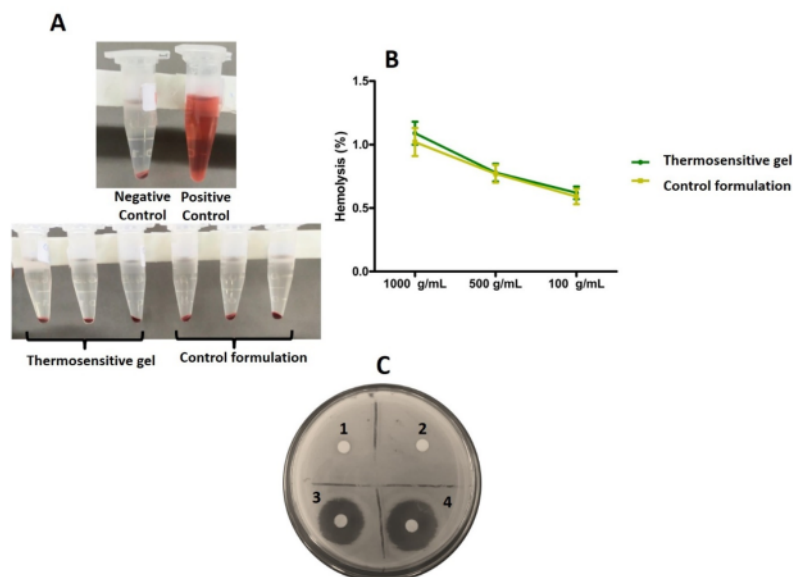 A
Negative Control
Positive Control
Thermosensitive gel
Control formulation
B
Hemolysis (%)
1.5
1.0
0.5
0.0
1000 g/mL
500 g/mL
100 g/mL
Thermosensitive gel
Control formulation
C
1
2
3
4